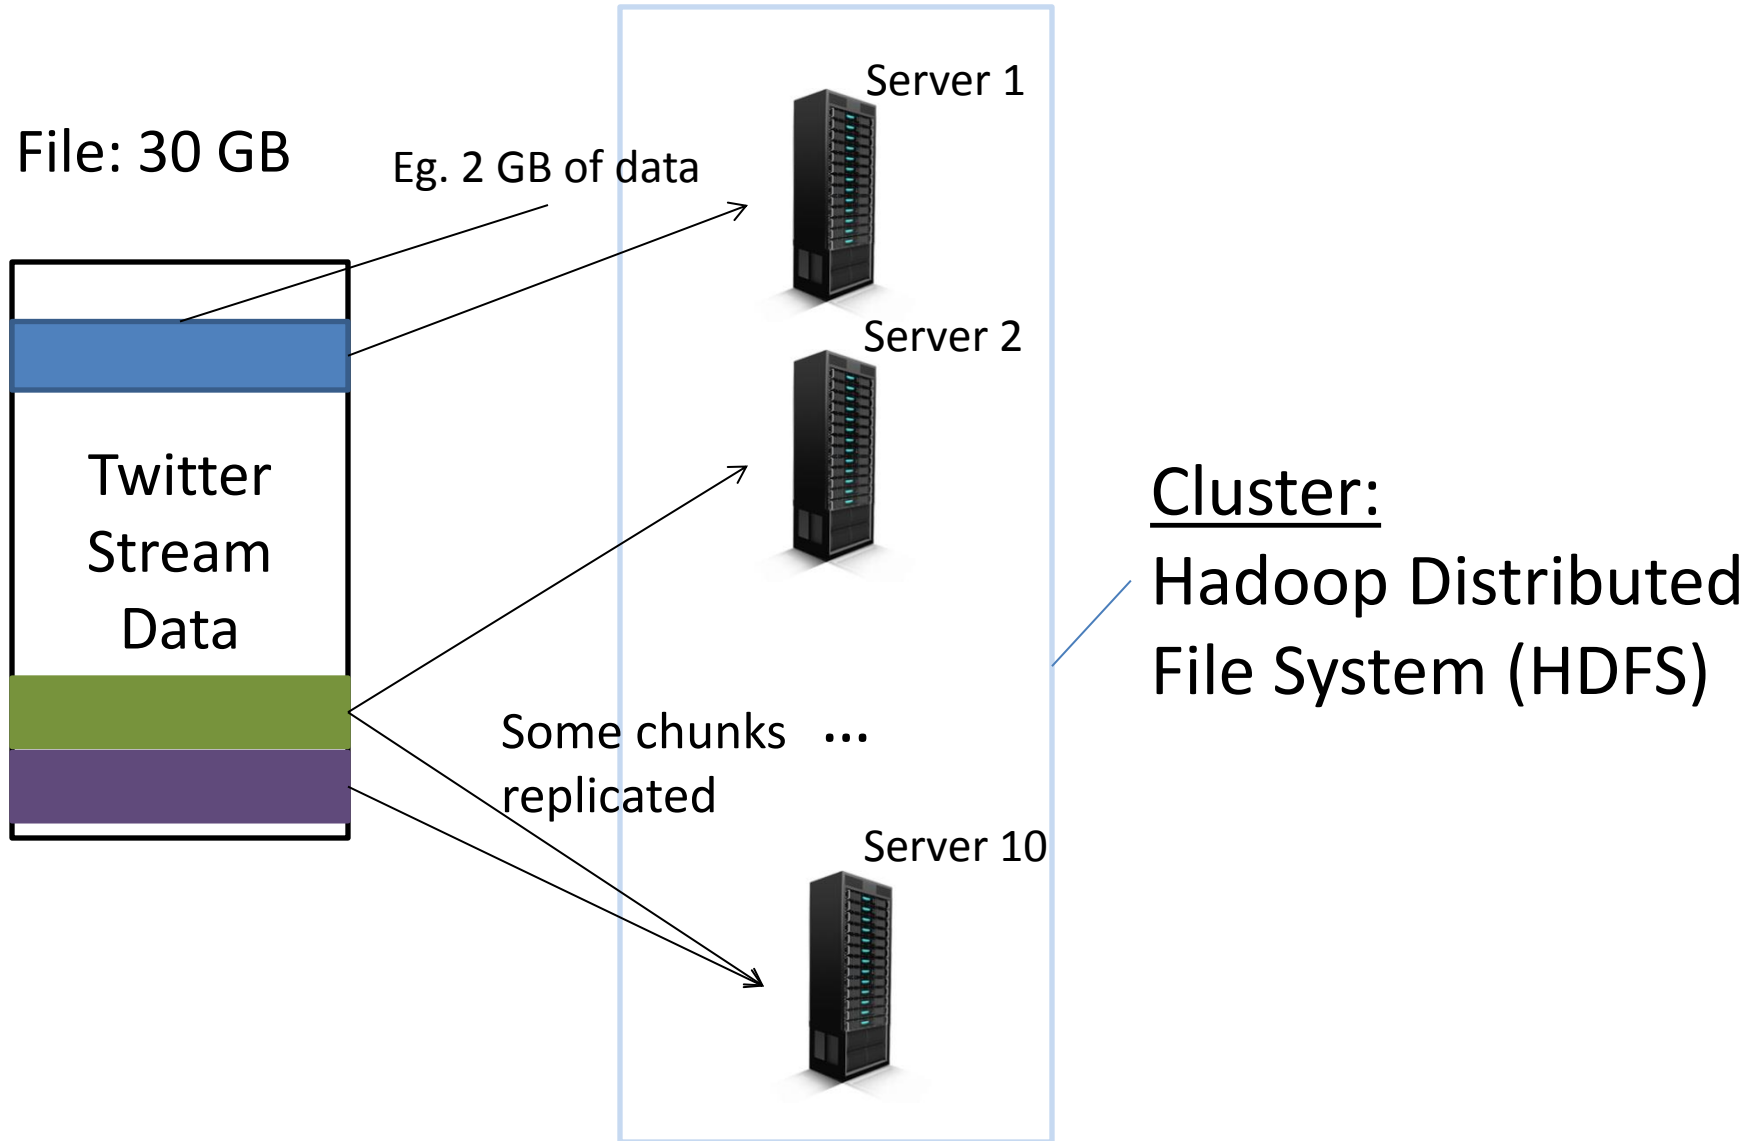 File: 30 GB
Eg. 2 GB of data
Server 1
Server 2
Twitter
Stream
Data
Some chunks
replicated
...
Server 10
Cluster:
Hadoop Distributed
File System (HDFS)